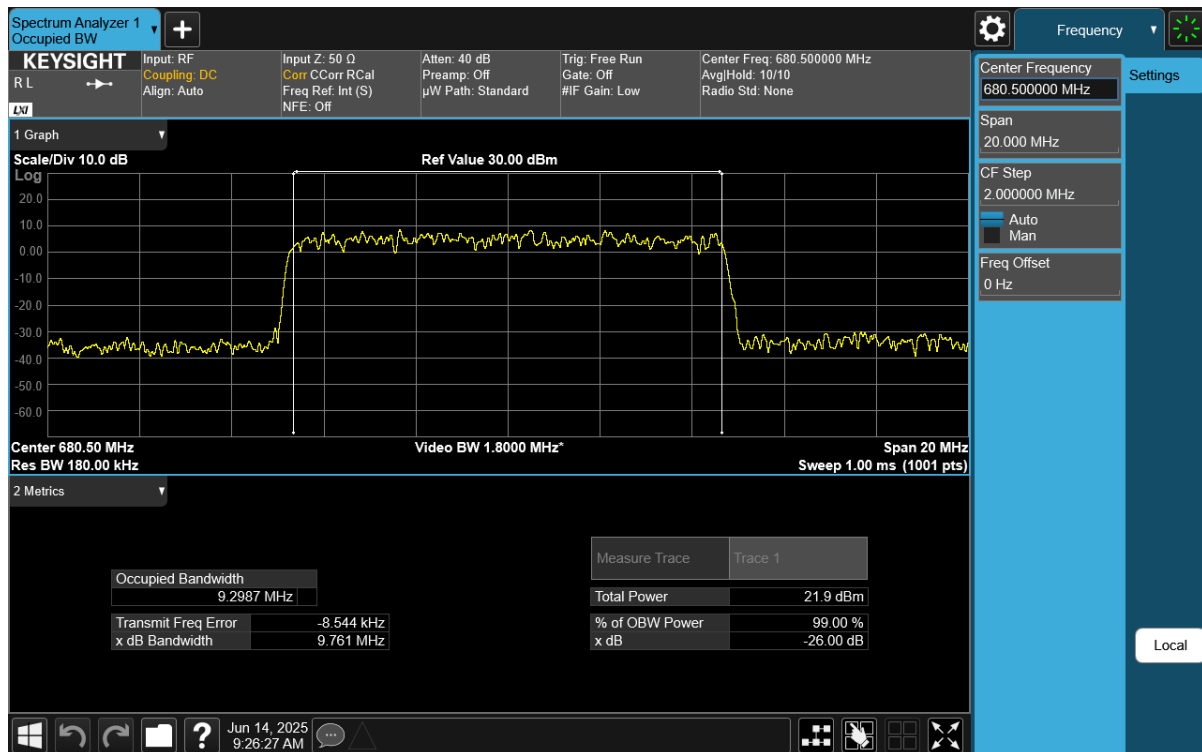 Spectrum Analyzer 1
Occupied BW
+
Frequency
KEYSIGHT
R L
LXI
Input: RF
Coupling: DC
Align: Auto
Input Z: 50 Ω
Corr CCorr RCal
Freq Ref: Int (S)
NFE: Off
Atten: 40 dB
Preamp: Off
µW Path: Standard
Trig: Free Run
Gate: Off
#IF Gain: Low
Center Freq: 680.500000 MHz
Avg|Hold: 10/10
Radio Std: None
Center Frequency
680.500000 MHz
Settings
Span
20.000 MHz
CF Step
2.000000 MHz
Auto
Man
Freq Offset
0 Hz
Local
1 Graph
Scale/Div 10.0 dB
Ref Value 30.00 dBm
Log
20.0
10.0
0.00
-10.0
-20.0
-30.0
-40.0
-50.0
-60.0
Center 680.50 MHz
Video BW 1.8000 MHz*
Span 20 MHz
Res BW 180.00 kHz
Sweep 1.00 ms (1001 pts)
2 Metrics
Measure Trace
Trace 1
Occupied Bandwidth
9.2987 MHz
Total Power
21.9 dBm
Transmit Freq Error
-8.544 kHz
% of OBW Power
99.00 %
x dB Bandwidth
9.761 MHz
x dB
-26.00 dB
?
Jun 14, 2025
9:26:27 AM